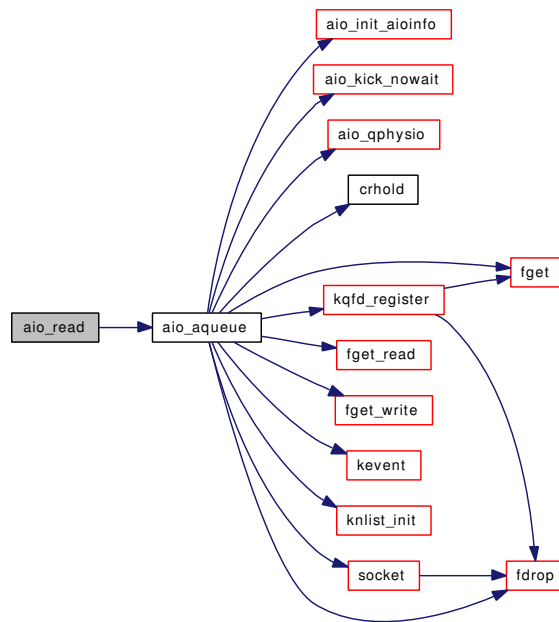 aio_init_aioinfo
aio_kick_nowait
aio_qphysio
crhold
fget
kqfd_register
aio_read
aio_aqueue
fget_read
fget_write
kevent
knlist_init
socket
fdrop